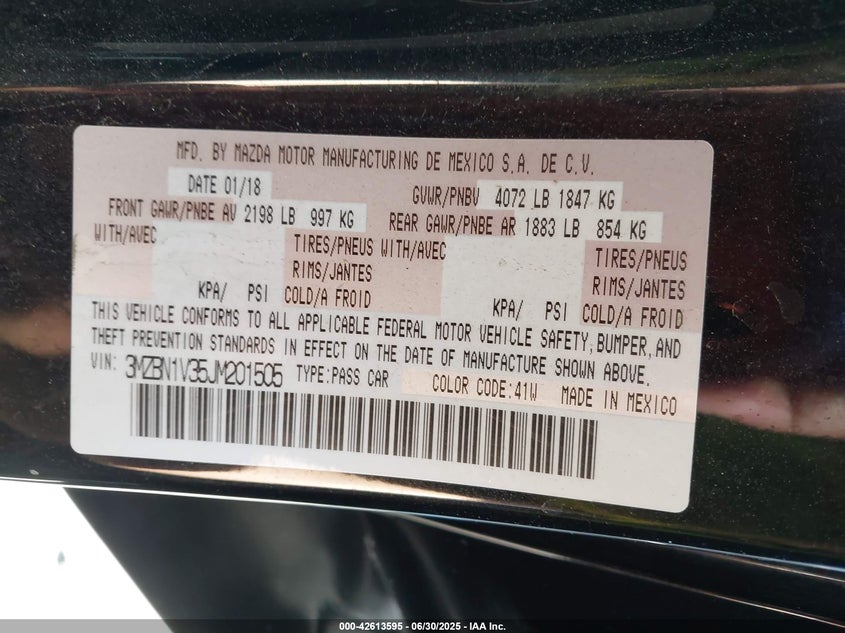 MFD. BY MAZDA MOTOR MANUFACTURING DE MEXICO S.A. DE C.V.
DATE 01/18 GVWR/PNBV 4072 LB 1847 KG
FRONT GAWR/PNBE AV 2198 LB 997 KG REAR GAWR/PNBE AR 1883 LB 854 KG
WITH/AVEC TIRES/PNEUS WITH/AVEC TIRES/PNEUS
RIMS/JANTES RIMS/JANTES
KPA/ PSI COLD/A FROID KPA/ PSI COLD/A FROID
THIS VEHICLE CONFORMS TO ALL APPLICABLE FEDERAL MOTOR VEHICLE SAFETY, BUMPER, AND
THEFT PREVENTION STANDARDS IN EFFECT ON THE DATE OF MANUFACTURE SHOWN ABOVE.
VIN: 3MZBN1V35JM201505 TYPE:PASS CAR COLOR CODE:41W MADE IN MEXICO
000-42613595 - 06/30/2025 - IAA Inc.